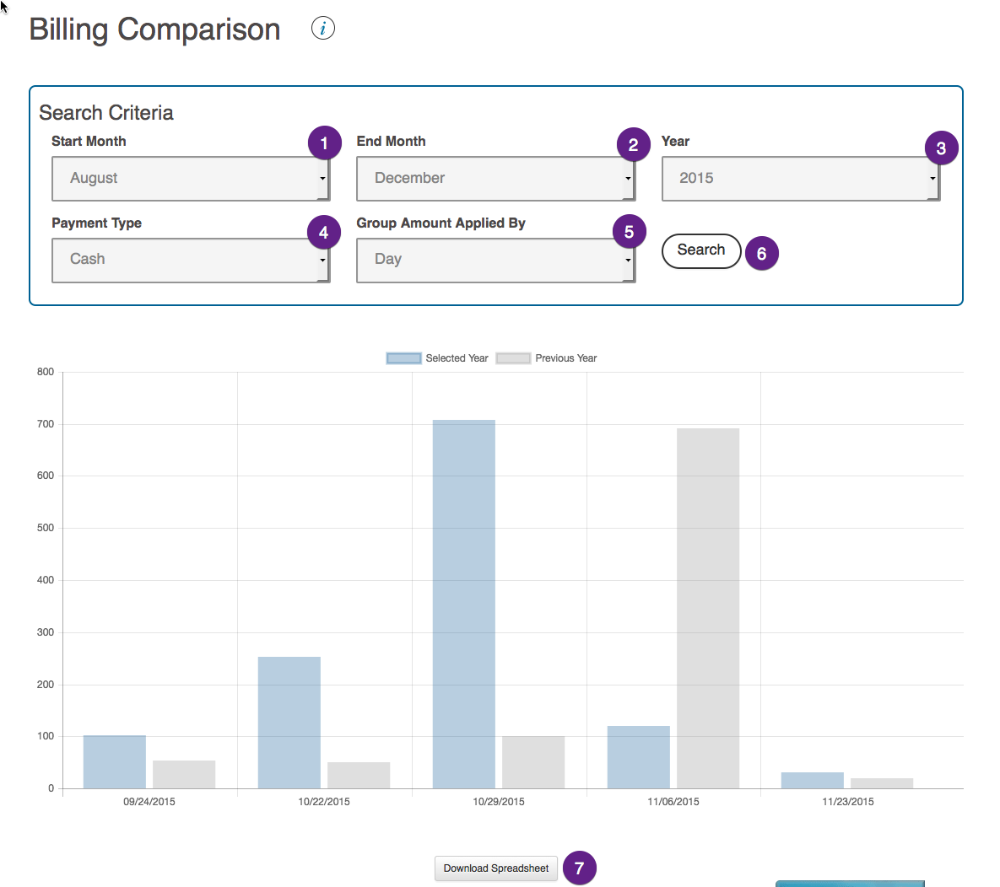 Billing Comparison i
Search Criteria
Start Month 1 End Month 2 Year 3
August December 2015
Payment Type 4 Group Amount Applied By 5
Cash Day Search 6
Selected Year Previous Year
800
700
600
500
400
300
200
100
0
09/24/2015 10/22/2015 10/29/2015 11/06/2015 11/23/2015
Download Spreadsheet 7